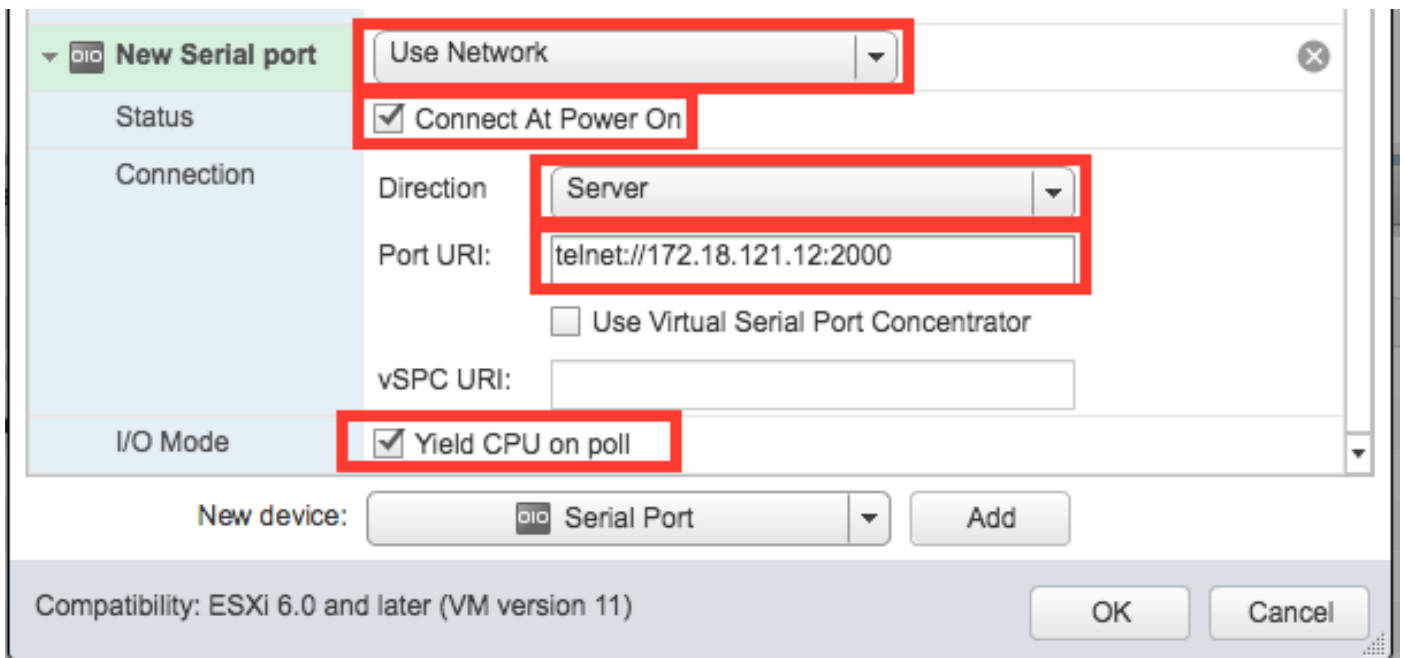 New Serial port Use Network
Status Connect At Power On
Connection Direction Server
Port URI: telnet://172.18.121.12:2000
Use Virtual Serial Port Concentrator
vSPC URI:
I/O Mode Yield CPU on poll
New device: Serial Port Add
Compatibility: ESXi 6.0 and later (VM version 11) OK Cancel